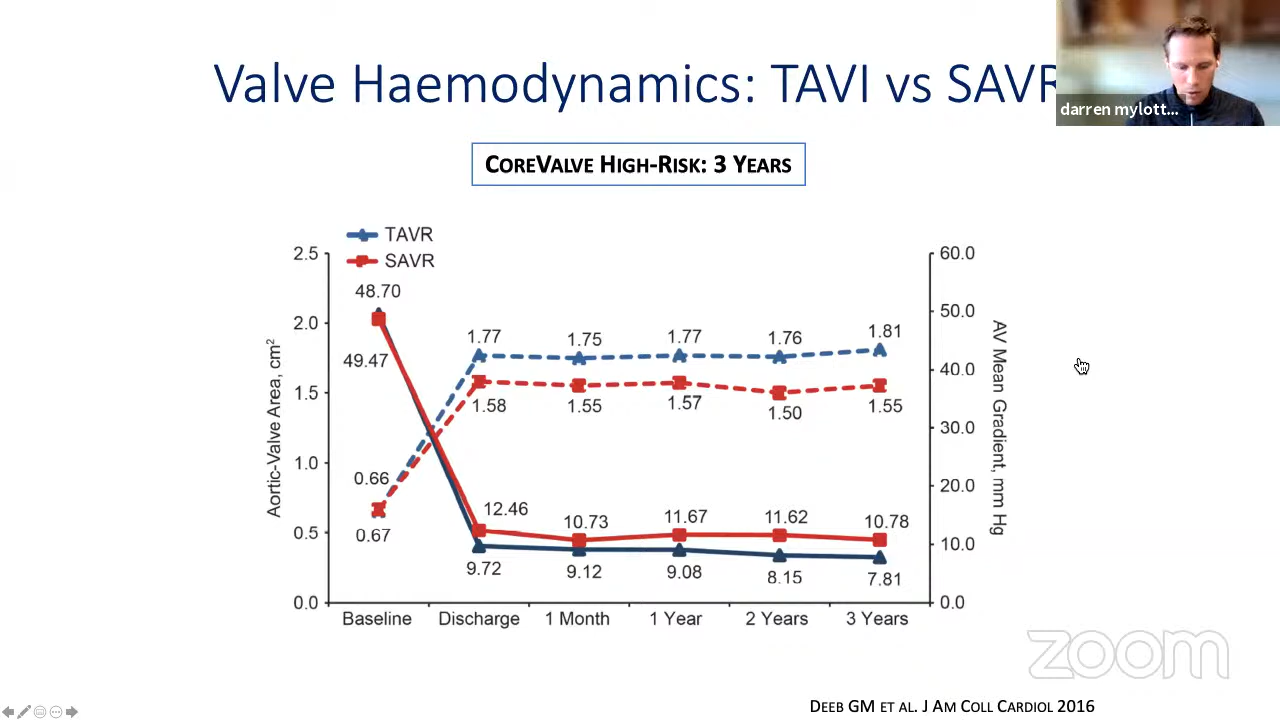 Valve Haemodynamics: TAVI vs SAVR
darren mylott...
COREVALVE HIGH-RISK: 3 YEARS
TAVR
SAVR
2.5
2.0
1.5
1.0
0.5
0.0
Aortic-Valve Area, cm²
60.0
50.0
40.0
30.0
20.0
10.0
0.0
AV Mean Gradient, mm Hg
48.70
49.47
0.66
0.67
1.77 1.75 1.77 1.76 1.81
1.58 1.55 1.57 1.50 1.55
12.46 10.73 11.67 11.62 10.78
9.72 9.12 9.08 8.15 7.81
Baseline Discharge 1 Month 1 Year 2 Years 3 Years
zoom
DEEB GM ET AL. J AM COLL CARDIOL 2016